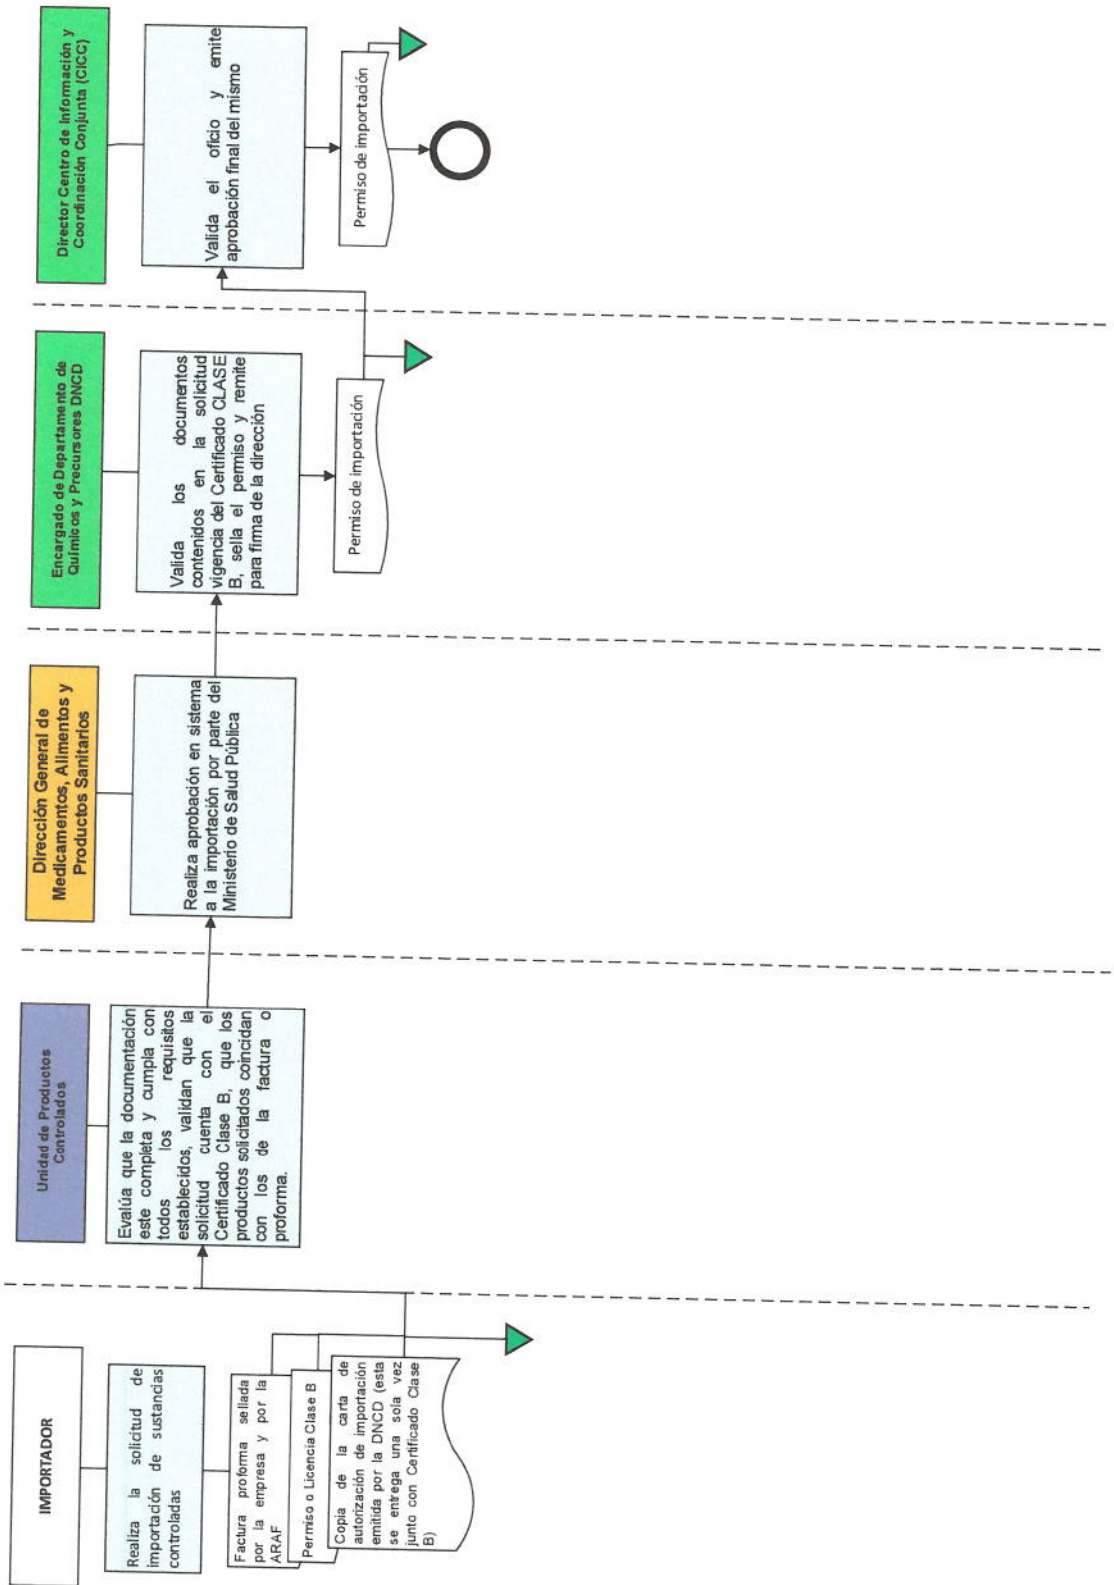 IMPORTADOR
Realiza la solicitud de
importación de sustancias
controladas
Factura proforma sellada
por la empresa y por la
ARAF
Permiso o Licencia Clase B
Copia de la carta de
autorización de importación
emitida por la DNCD (esta
se entrega una sola vez
junto con Certificado Clase
B)
Unidad de Productos
Controlados
Evalúa que la documentación
este completa y cumpla con
todos los requisitos
establecidos, validan que la
solicitud cuenta con el
Certificado Clase B, que los
productos solicitados coincidan
con los de la factura o
proforma.
Dirección General de
Medicamentos, Alimentos y
Productos Sanitarios
Realiza aprobación en sistema
a la importación por parte del
Ministerio de Salud Pública
Encargado de Departamento de
Químicos y Precursores DNCD
Valida los documentos
contenidos en la solicitud
vigencia del Certificado CLASE
B, sella el permiso y remite
para firma de la dirección
Permiso de importación
Director Centro de Información y
Coordinación Conjunta (CICC)
Valida el oficio y emite
aprobación final del mismo
Permiso de importación